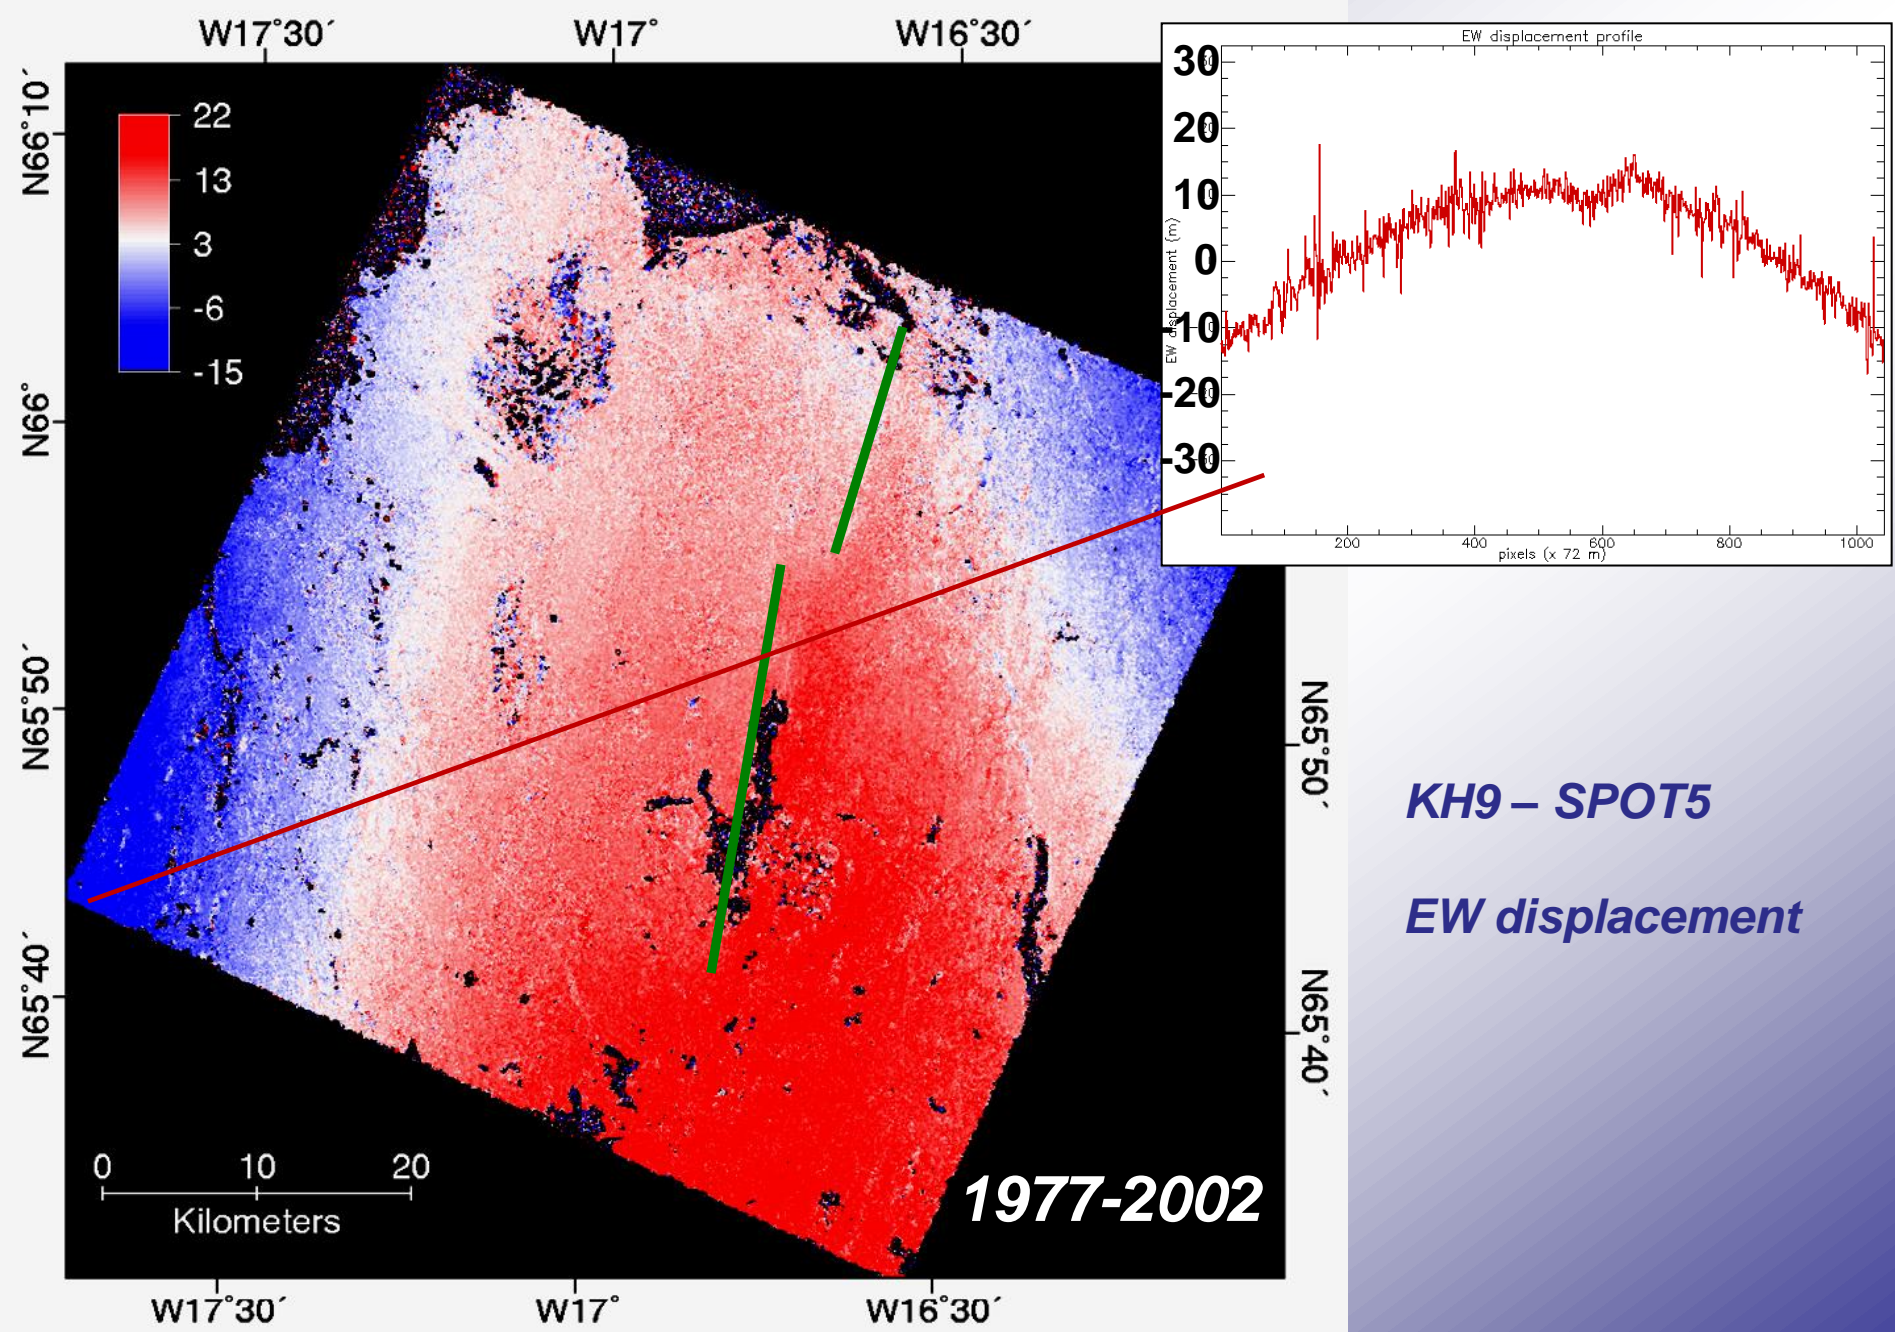 W17°30´ W17° W16°30´
N66°10´
N66°
N65°50´
N65°40´
22
13
3
-6
-15
0 10 20
Kilometers
1977-2002
W17°30´ W17° W16°30´
N65°50´
N65°40´
EW displacement profile
30
20
10
0
-10
-20
-30
EW displacement (m)
200 400 600 800 1000
pixels (x 72 m)
KH9 – SPOT5
EW displacement